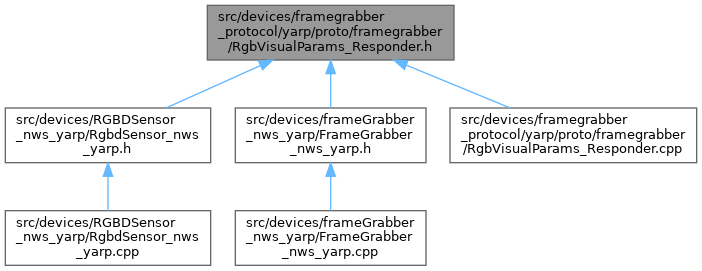 src/devices/framegrabber
_protocol/yarp/proto/framegrabber
/RgbVisualParams_Responder.h
src/devices/RGBDSensor
_nws_yarp/RgbdSensor_nws
_yarp.h
src/devices/frameGrabber
_nws_yarp/FrameGrabber
_nws_yarp.h
src/devices/framegrabber
_protocol/yarp/proto/framegrabber
/RgbVisualParams_Responder.cpp
src/devices/RGBDSensor
_nws_yarp/RgbdSensor_nws
_yarp.cpp
src/devices/frameGrabber
_nws_yarp/FrameGrabber
_nws_yarp.cpp